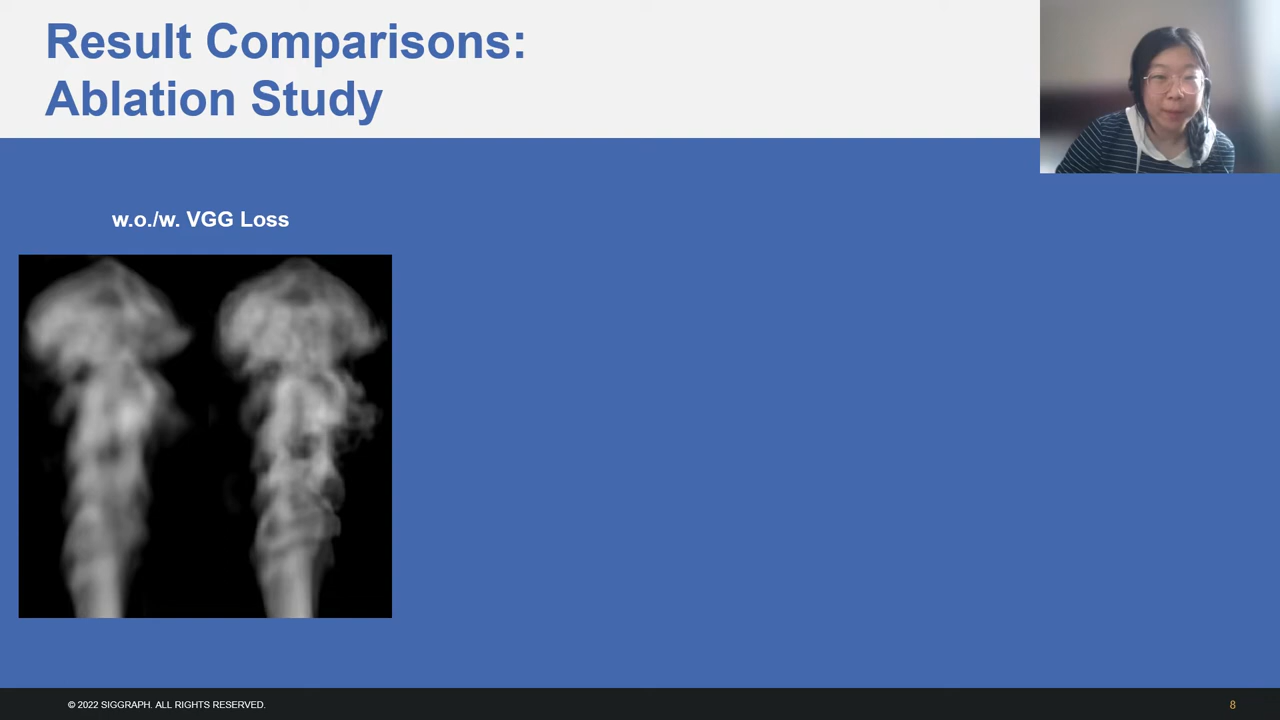 Result Comparisons:
Ablation Study
w.o./w. VGG Loss
© 2022 SIGGRAPH. ALL RIGHTS RESERVED.
8